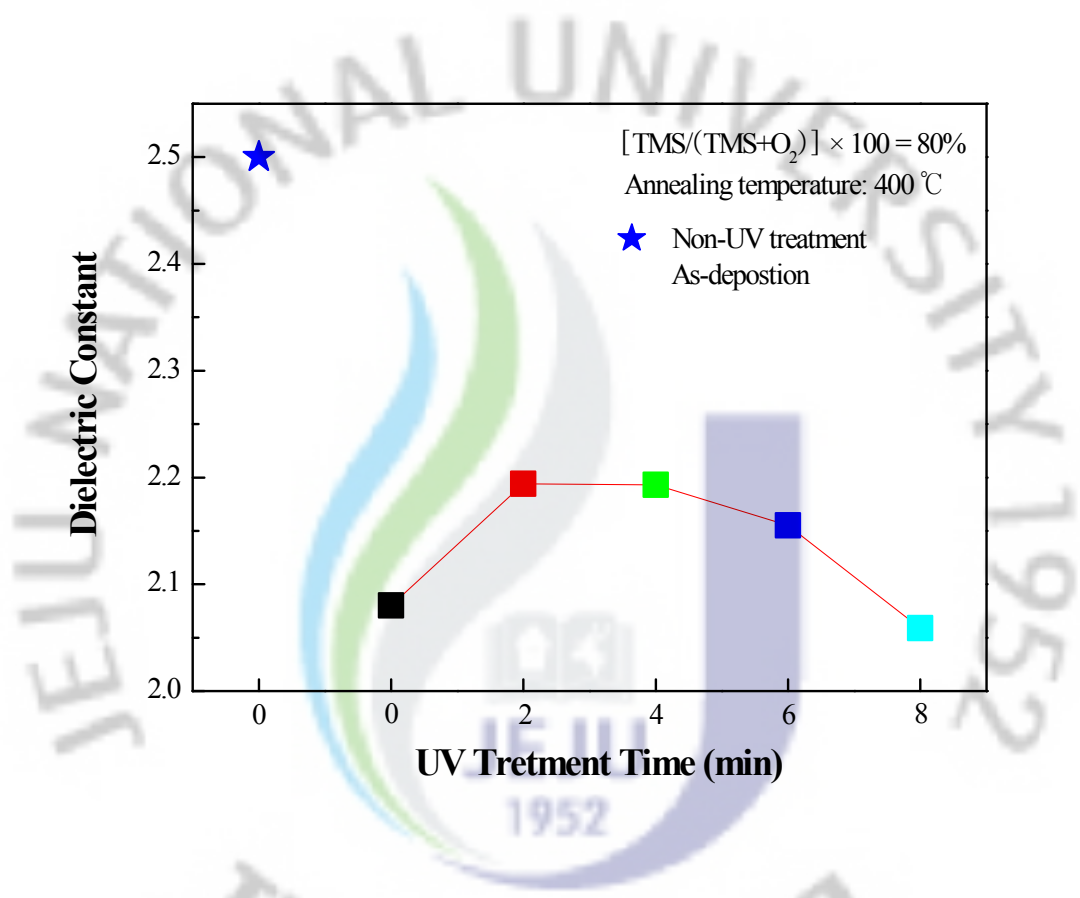 JEJU NATIONAL UNIVERSITY 1952
[TMS/(TMS+O₂)] × 100 = 80%
Annealing temperature: 400 ℃
★ Non-UV treatment
As-depostion
Dielectric Constant
2.5
2.4
2.3
2.2
2.1
2.0
0 0 2 4 6 8
UV Tretment Time (min)
JEJU
1952